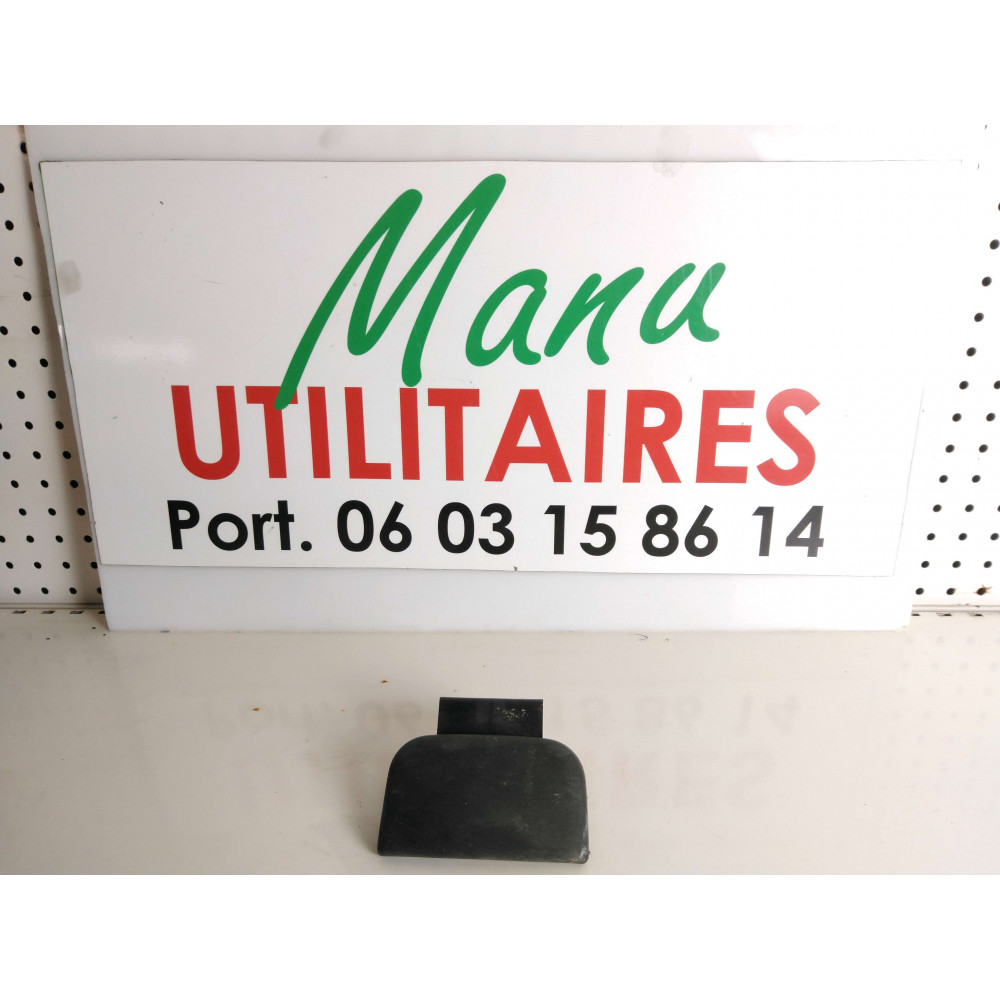 Manu
UTILITAIRES
Port. 06 03 15 86 14